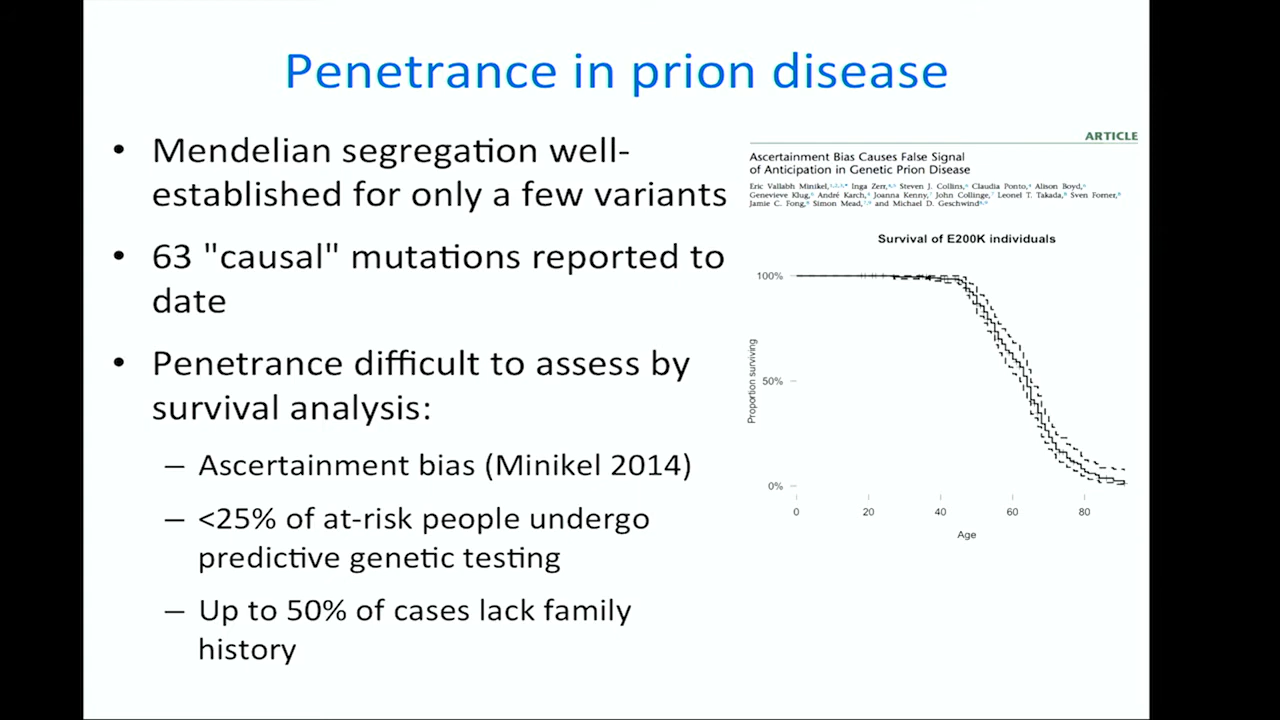 Penetrance in prion disease
• Mendelian segregation well-
established for only a few variants
• 63 "causal" mutations reported to
date
• Penetrance difficult to assess by
survival analysis:
– Ascertainment bias (Minikel 2014)
– <25% of at-risk people undergo
predictive genetic testing
– Up to 50% of cases lack family
history
ARTICLE
Ascertainment Bias Causes False Signal
of Anticipation in Genetic Prion Disease
Eric Vallabh Minikel, Inga Zerr, Steven J. Collins, Claudia Ponto, Alison Boyd,
Genevieve Klug, André Karch, Joanna Kenny, John Collinge, Leonel T. Takada, Sven Forner,
Jamie C. Fong, Simon Mead, and Michael D. Geschwind
Survival of E200K individuals
Proportion surviving
100%
50%
0%
0 20 40 60 80
Age